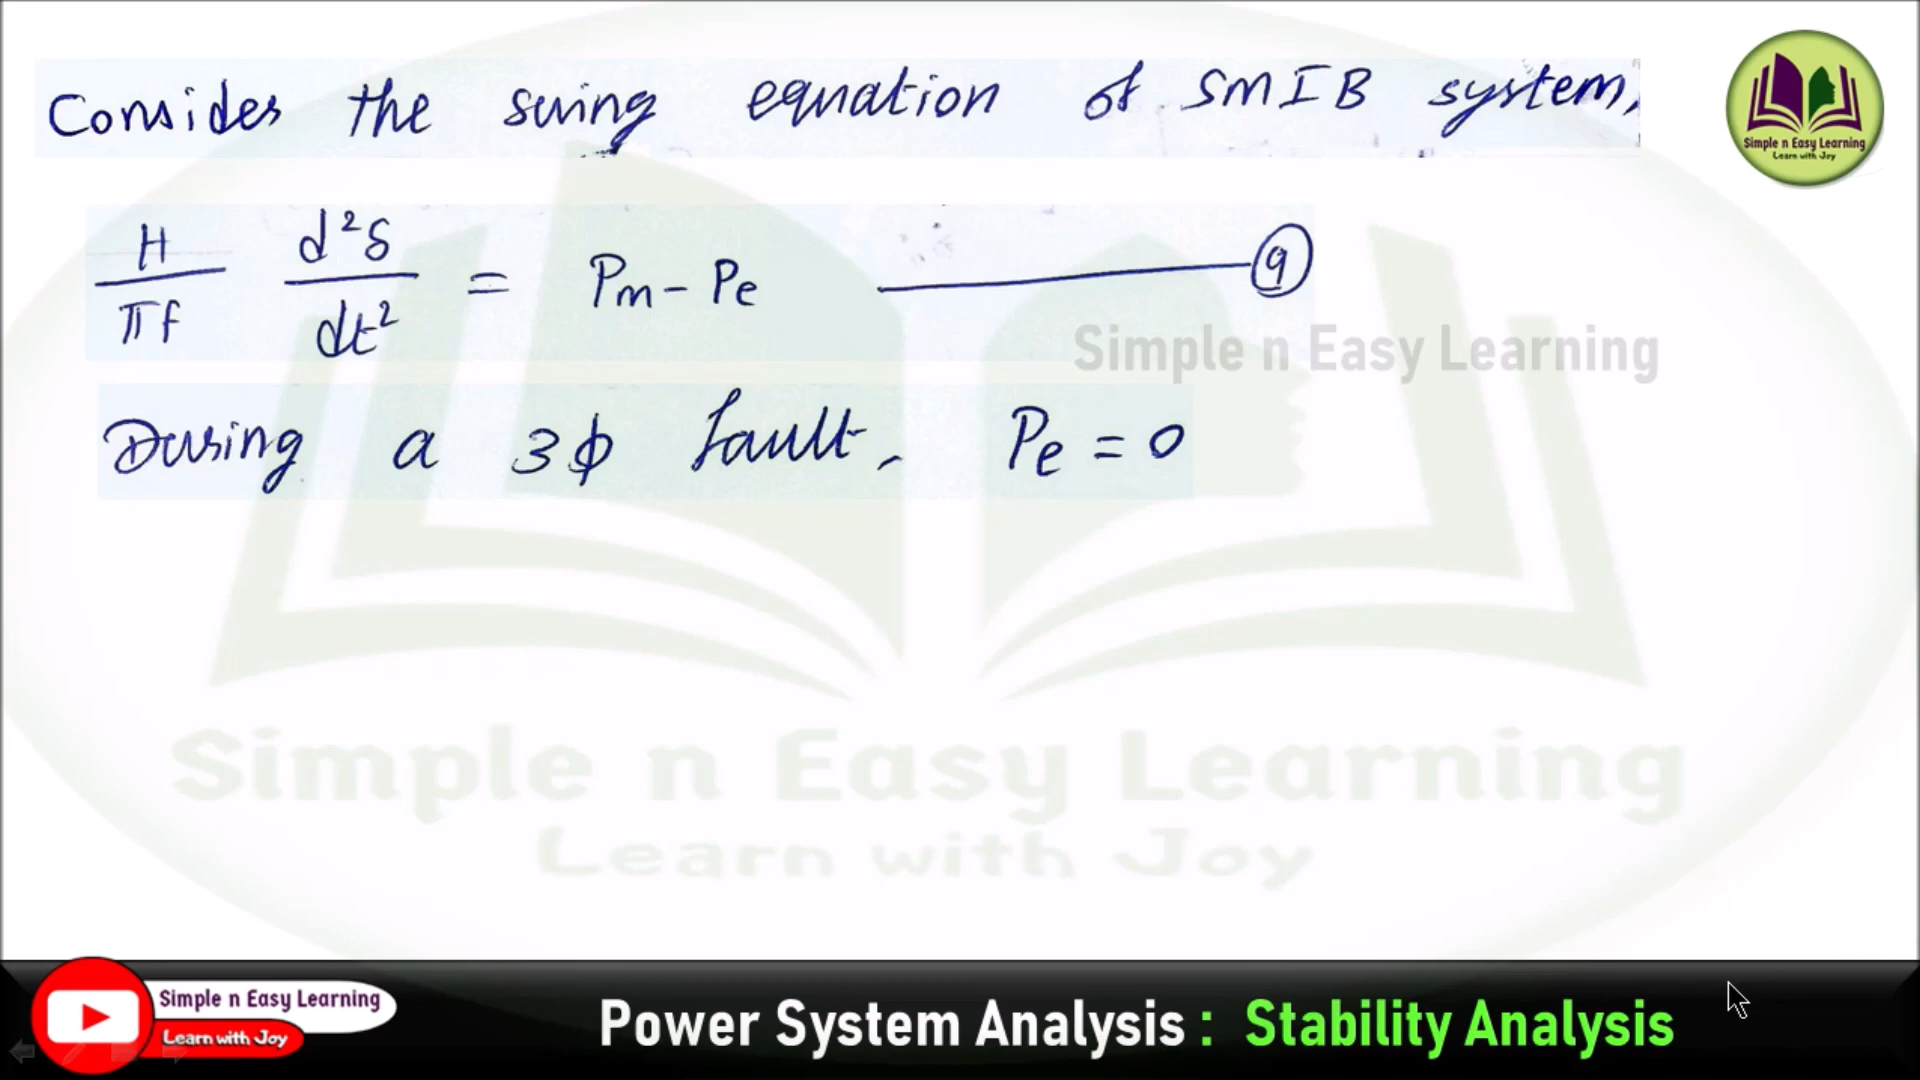 Consider the swing equation of SMIB system,
Simple n Easy Learning
Learn with Joy
H/πf d²δ/dt² = Pm - Pe ——— 9
Simple n Easy Learning
During a 3ϕ fault, Pe = 0
Simple n Easy Learning
Learn with Joy
Simple n Easy Learning
Learn with Joy
Power System Analysis : Stability Analysis